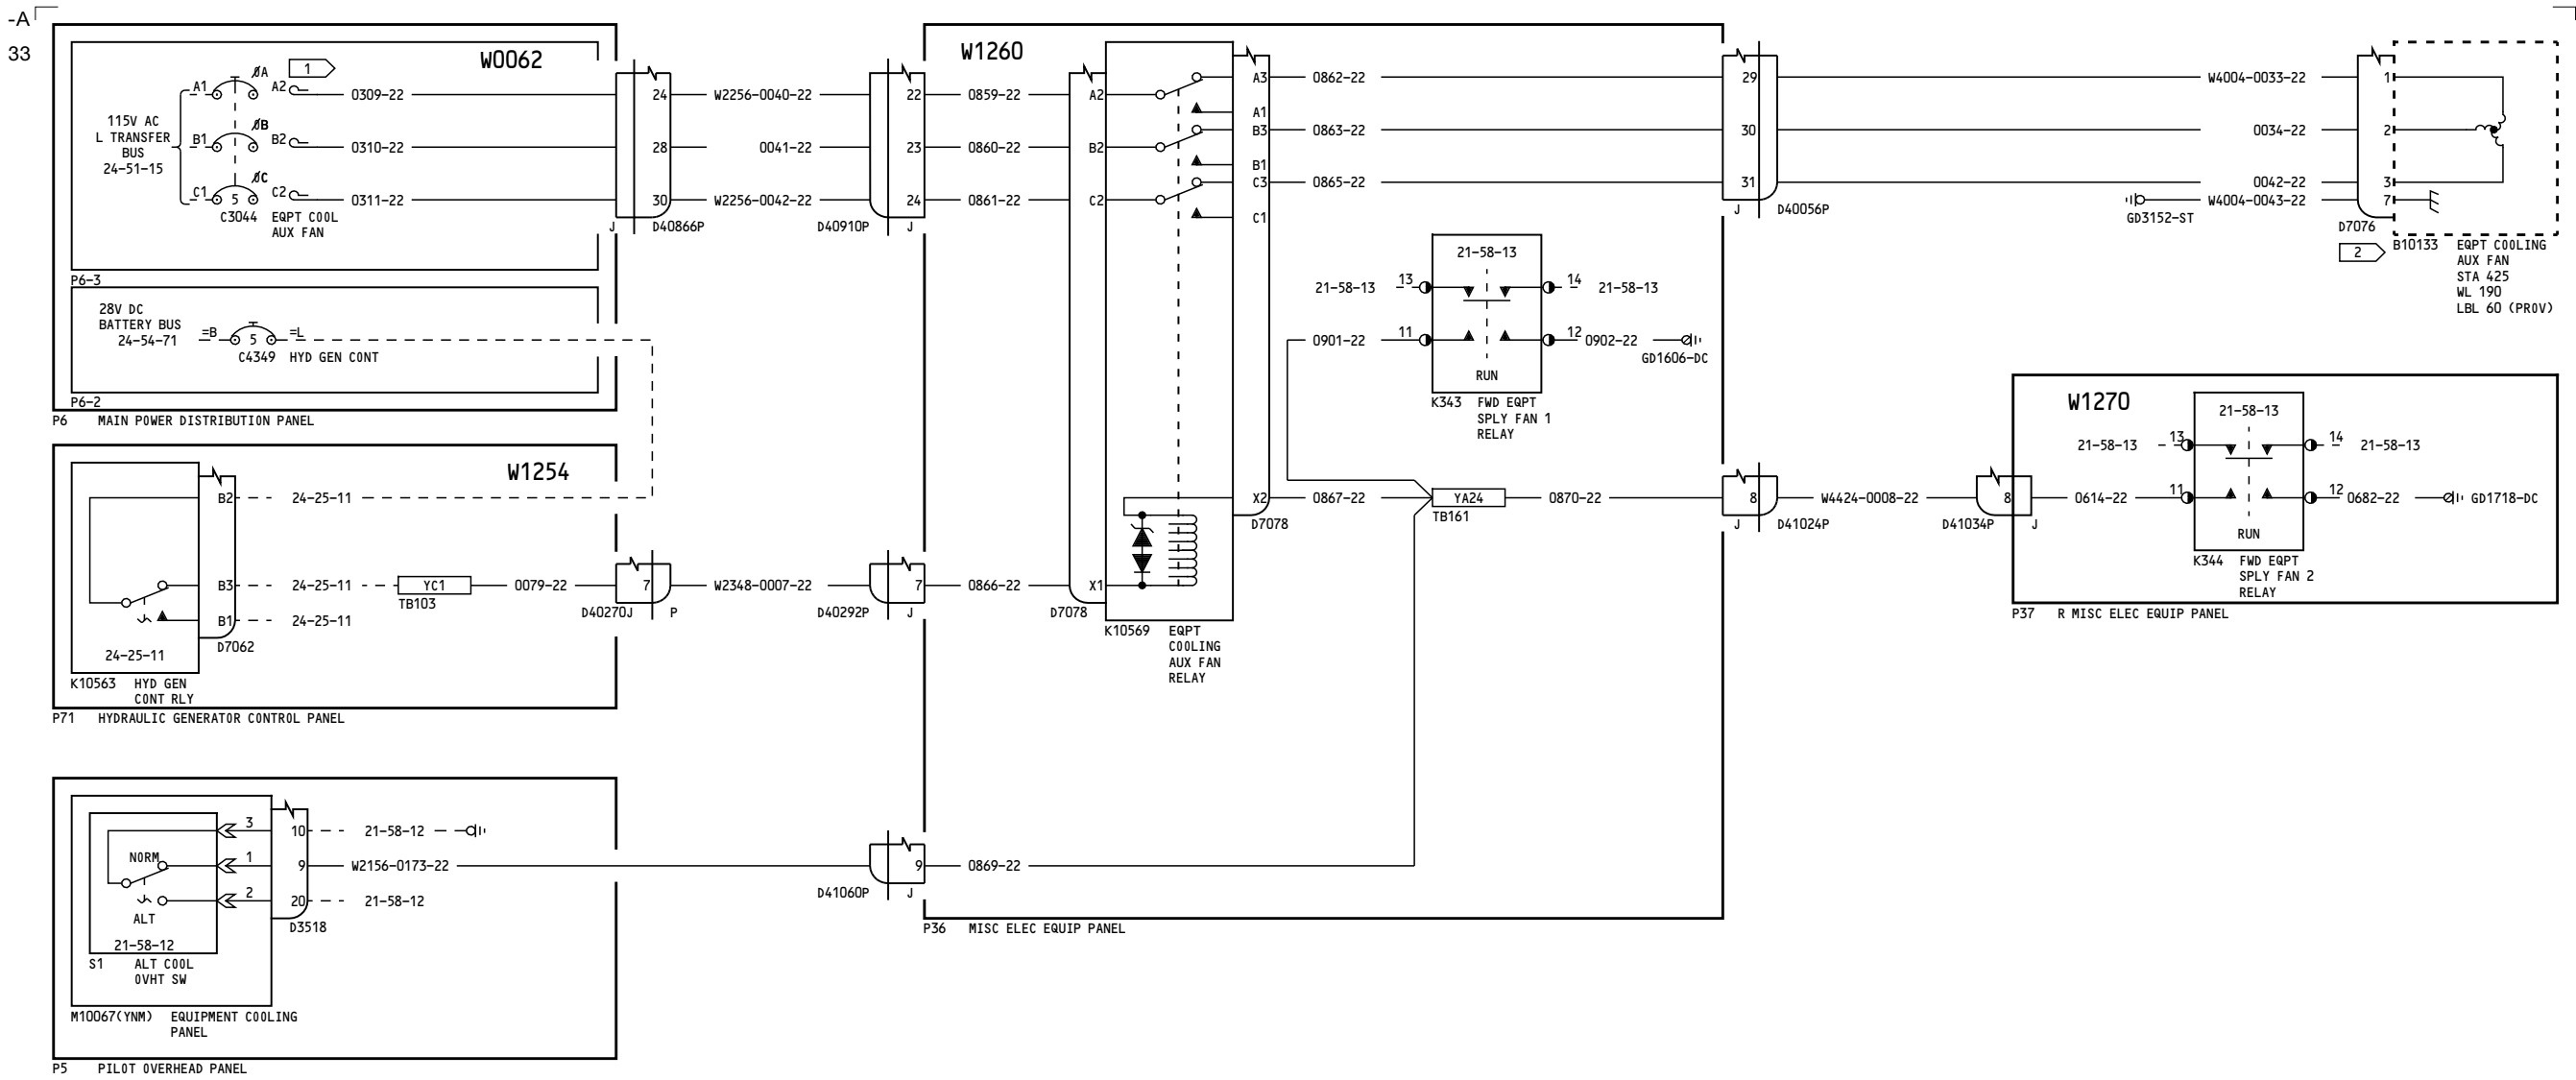 -A
33
W0062
1
ØA
A1
A2
0309-22
115V AC
L TRANSFER
BUS
24-51-15
ØB
B1
B2
0310-22
ØC
C1
5
C2
0311-22
C3044
EQPT COOL
AUX FAN
P6-3
28V DC
BATTERY BUS
24-54-71
=B
5
=L
C4349
HYD GEN CONT
P6-2
P6
MAIN POWER DISTRIBUTION PANEL
24
28
30
J
D40866P
W2256-0040-22
0041-22
W2256-0042-22
D40910P
22
23
24
J
W1260
0859-22
0860-22
0861-22
A2
B2
C2
A3
A1
B3
B1
C3
C1
0862-22
0863-22
0865-22
29
30
31
J
D40056P
W4004-0033-22
0034-22
0042-22
W4004-0043-22
GD3152-ST
1
2
3
7
D7076
2
B10133
EQPT COOLING
AUX FAN
STA 425
WL 190
LBL 60 (PROV)
21-58-13
21-58-13
13
14
21-58-13
0901-22
11
12
0902-22
GD1606-DC
RUN
K343
FWD EQPT
SPLY FAN 1
RELAY
W1254
B2
24-25-11
B3
24-25-11
YC1
TB103
0079-22
B1
24-25-11
D7062
24-25-11
K10563
HYD GEN
CONT RLY
P71
HYDRAULIC GENERATOR CONTROL PANEL
7
D40270J
P
W2348-0007-22
D40292P
7
J
0866-22
X1
D7078
X2
D7078
K10569
EQPT
COOLING
AUX FAN
RELAY
0867-22
YA24
TB161
0870-22
8
J
D41024P
W4424-0008-22
D41034P
8
J
W1270
21-58-13
21-58-13
13
14
21-58-13
0614-22
11
12
0682-22
GD1718-DC
RUN
K344
FWD EQPT
SPLY FAN 2
RELAY
P37
R MISC ELEC EQUIP PANEL
3
10
21-58-12
NORM
1
9
W2156-0173-22
2
20
21-58-12
ALT
D3518
21-58-12
S1
ALT COOL
OVHT SW
M10067(YNM)
EQUIPMENT COOLING
PANEL
P5
PILOT OVERHEAD PANEL
D41060P
9
J
0869-22
P36
MISC ELEC EQUIP PANEL